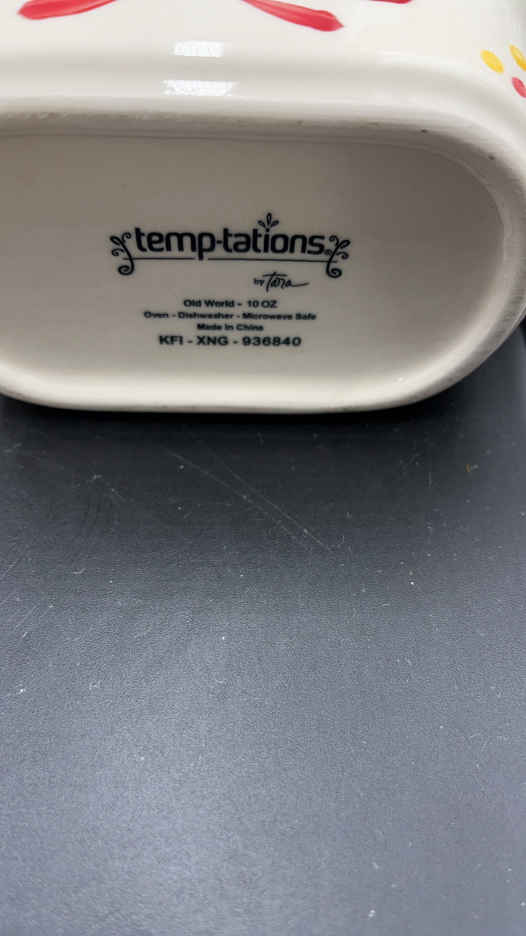 temp-tations®
by Tara
Old World - 10 OZ
Oven - Dishwasher - Microwave Safe
Made In China
KFI - XNG - 936840